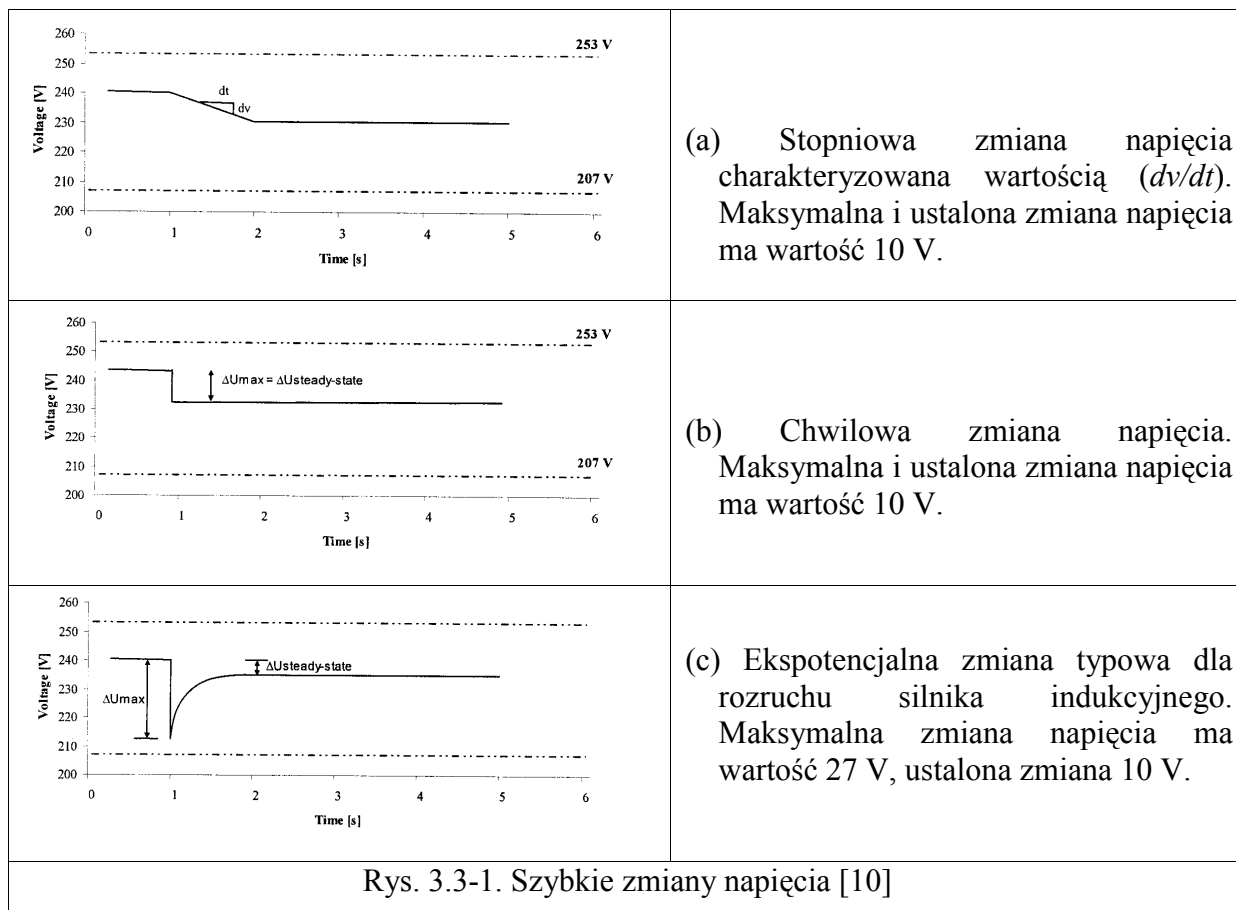 253 V
260
250
240
230
220
210
200
Voltage [V]
dt
dv
207 V
0 1 2 3 4 5 6
Time [s]
(a) Stopniowa zmiana napięcia
charakteryzowana wartością (dv/dt).
Maksymalna i ustalona zmiana napięcia
ma wartość 10 V.
260
250
240
230
220
210
200
Voltage [V]
253 V
ΔUmax = ΔUsteady-state
207 V
0 1 2 3 4 5 6
Time [s]
(b) Chwilowa zmiana napięcia.
Maksymalna i ustalona zmiana napięcia
ma wartość 10 V.
260
250
240
230
220
210
200
Voltage [V]
ΔUmax
ΔUsteady-state
0 1 2 3 4 5 6
Time [s]
(c) Ekspotencjalna zmiana typowa dla
rozruchu silnika indukcyjnego.
Maksymalna zmiana napięcia ma
wartość 27 V, ustalona zmiana 10 V.
Rys. 3.3-1. Szybkie zmiany napięcia [10]